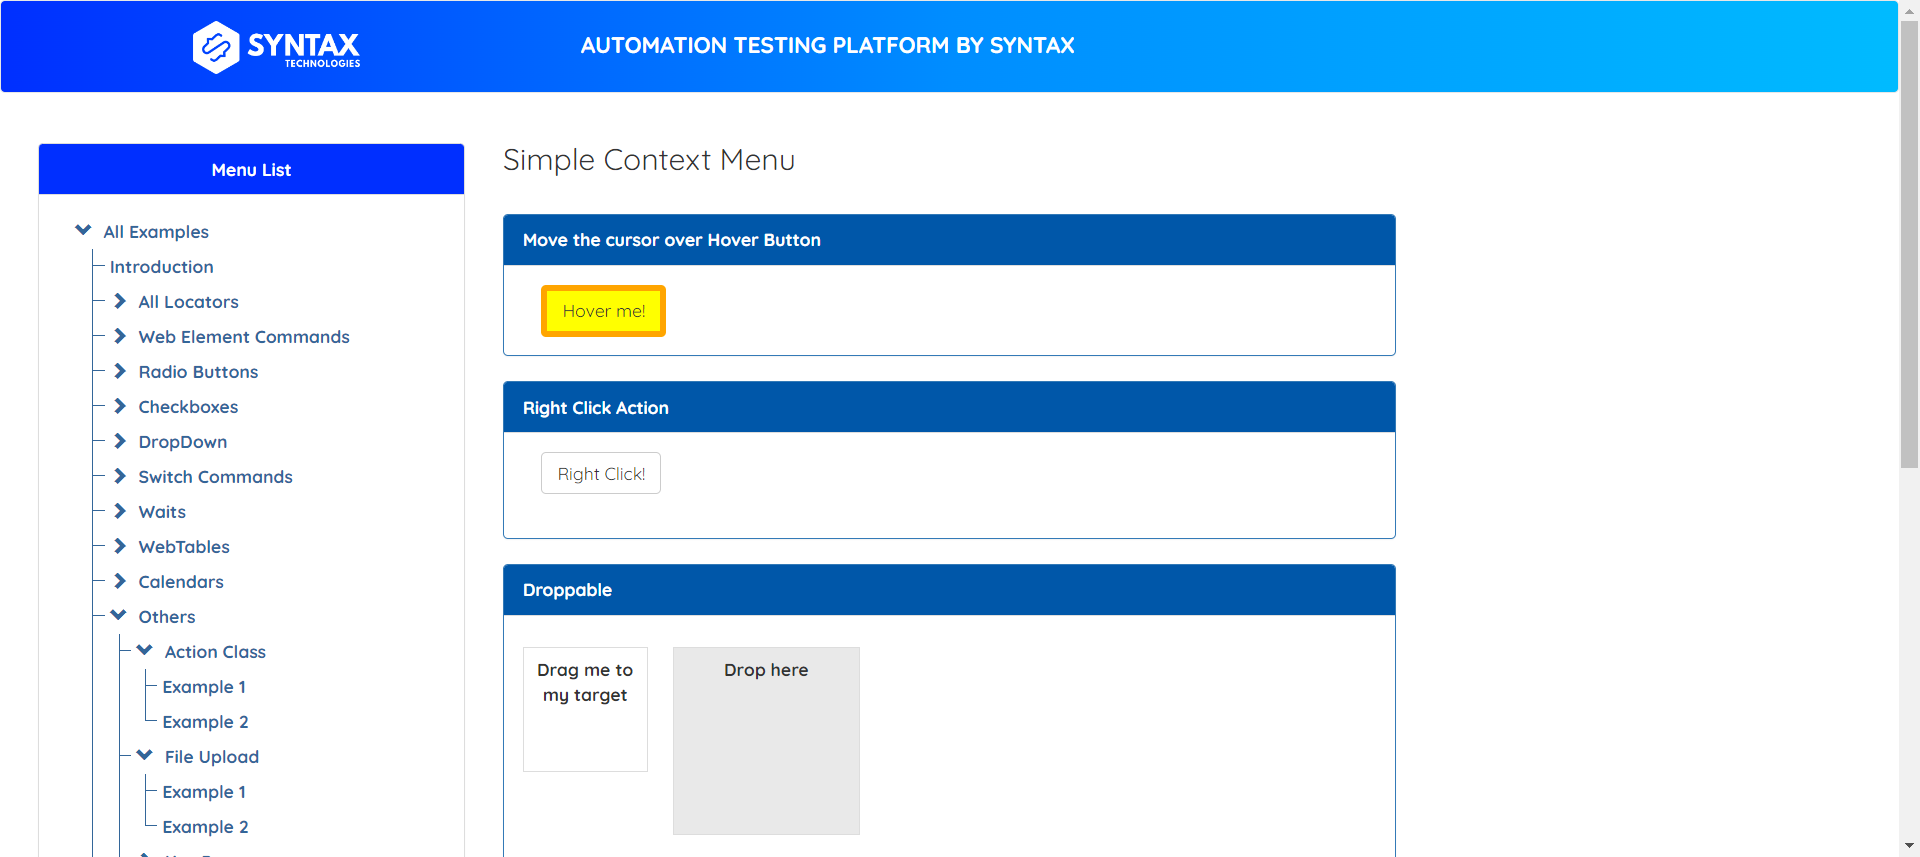 SYNTAX
TECHNOLOGIES
AUTOMATION TESTING PLATFORM BY SYNTAX
Menu List
All Examples
Introduction
All Locators
Web Element Commands
Radio Buttons
Checkboxes
DropDown
Switch Commands
Waits
WebTables
Calendars
Others
Action Class
Example 1
Example 2
File Upload
Example 1
Example 2
Simple Context Menu
Move the cursor over Hover Button
Hover me!
Right Click Action
Right Click!
Droppable
Drag me to
my target
Drop here